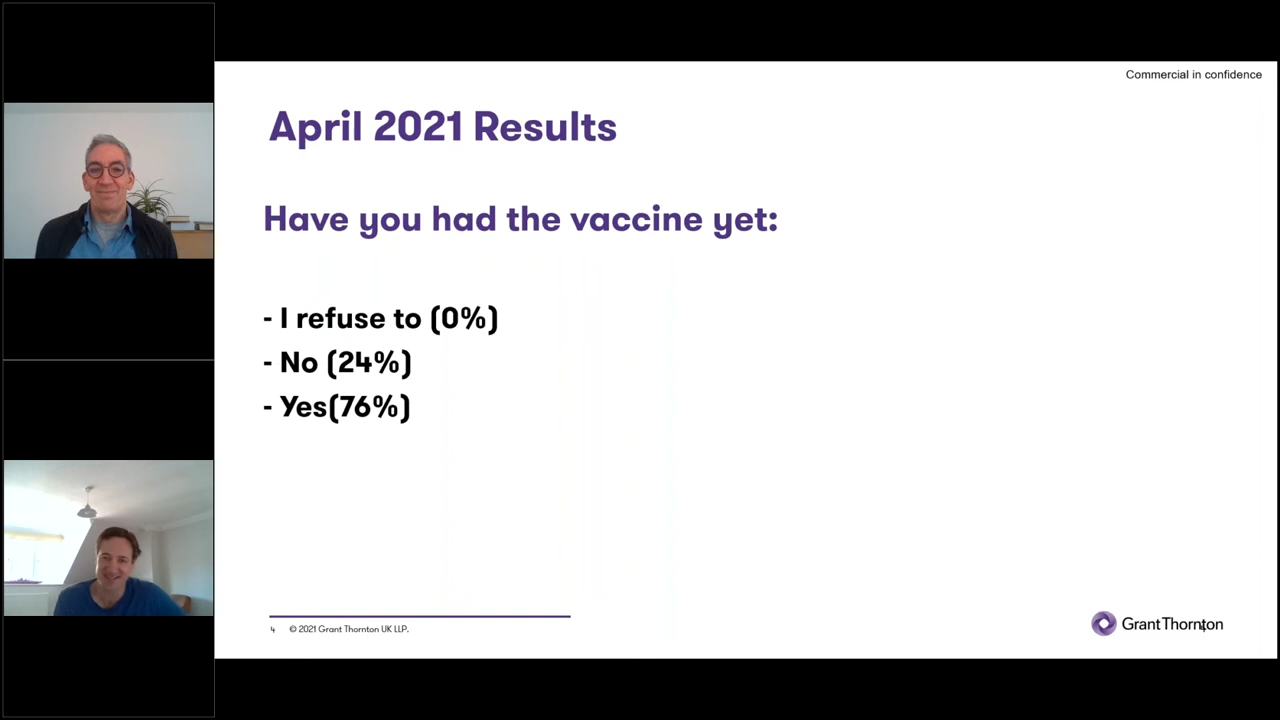 Commercial in confidence
April 2021 Results
Have you had the vaccine yet:
- I refuse to (0%)
- No (24%)
- Yes(76%)
4 © 2021 Grant Thornton UK LLP.
Grant Thornton
4